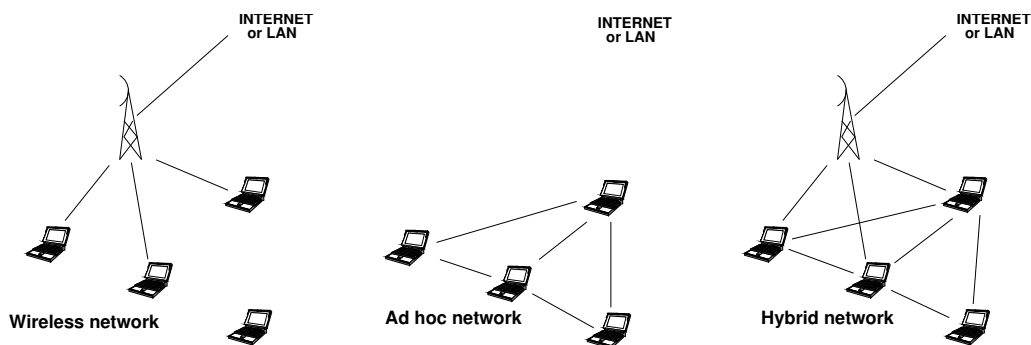 INTERNET
or LAN
Wireless network
INTERNET
or LAN
Ad hoc network
INTERNET
or LAN
Hybrid network